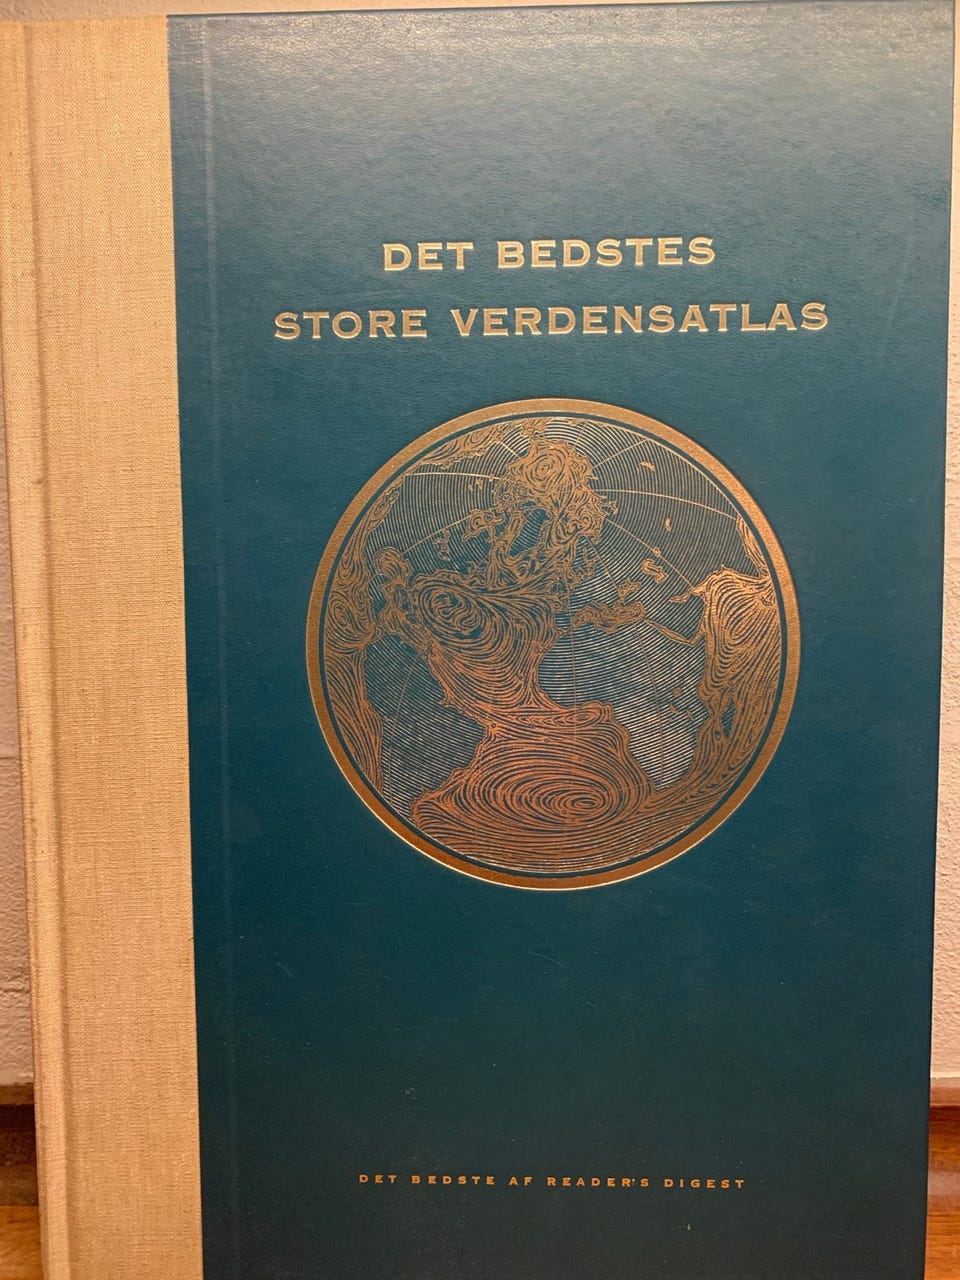 DET BEDSTES
STORE VERDENSATLAS
DET BEDSTE AF READER'S DIGEST